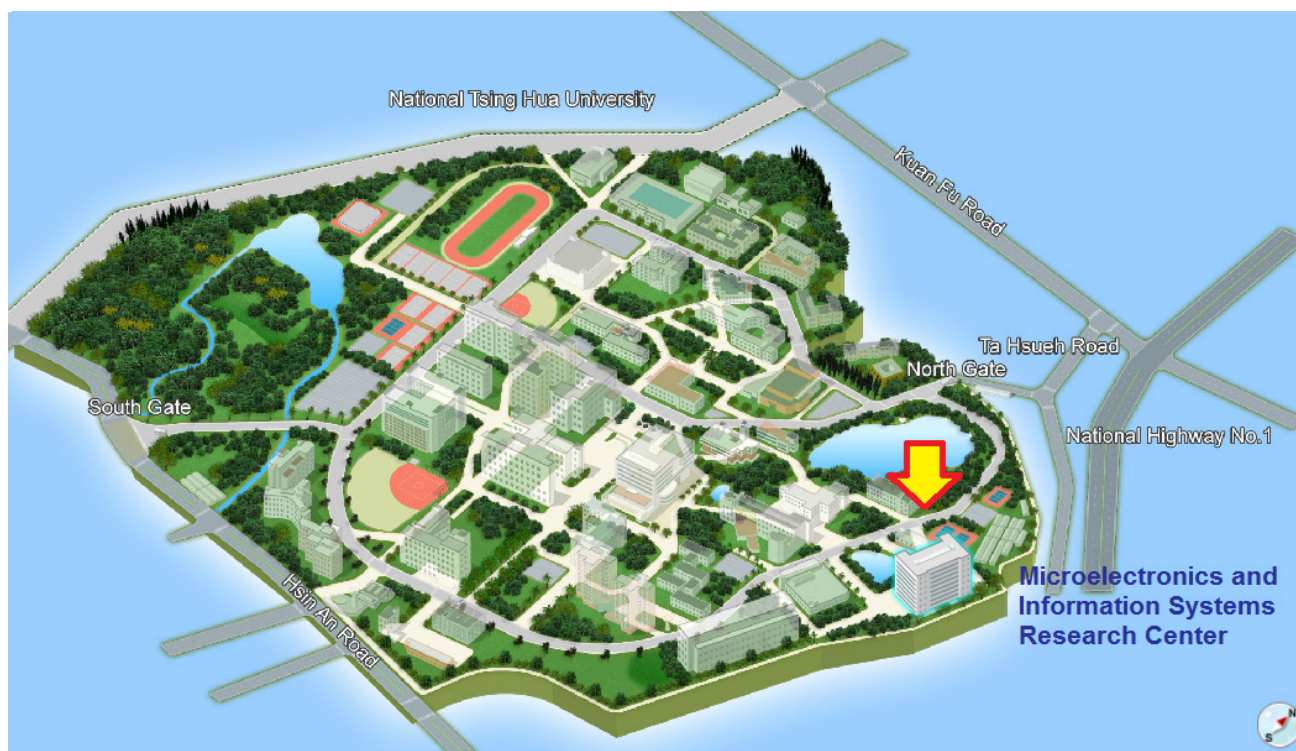 National Tsing Hua University
Kuan Fu Road
Ta Hsueh Road
North Gate
South Gate
National Highway No.1
Microelectronics and
Information Systems
Research Center
Hsin An Road
N
S